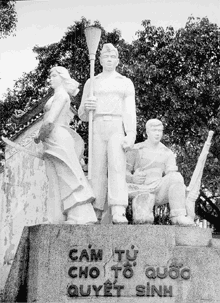 CẢM TỬ
CHO TỔ QUỐC
QUYẾT SINH